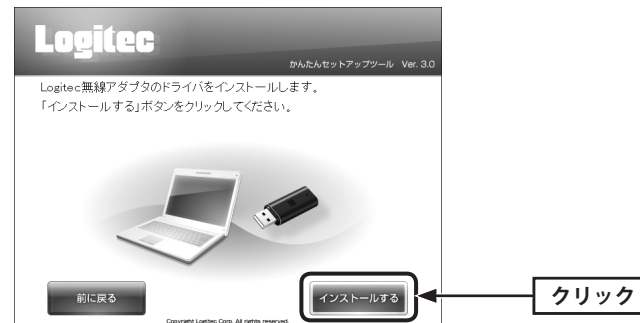 Logitec
かんたんセットアップツール Ver. 3.0
Logitec無線アダプタのドライバをインストールします。
「インストールする」ボタンをクリックしてください。
前に戻る
インストールする
クリック
Copyright Logitec Corp. All rights reserved.